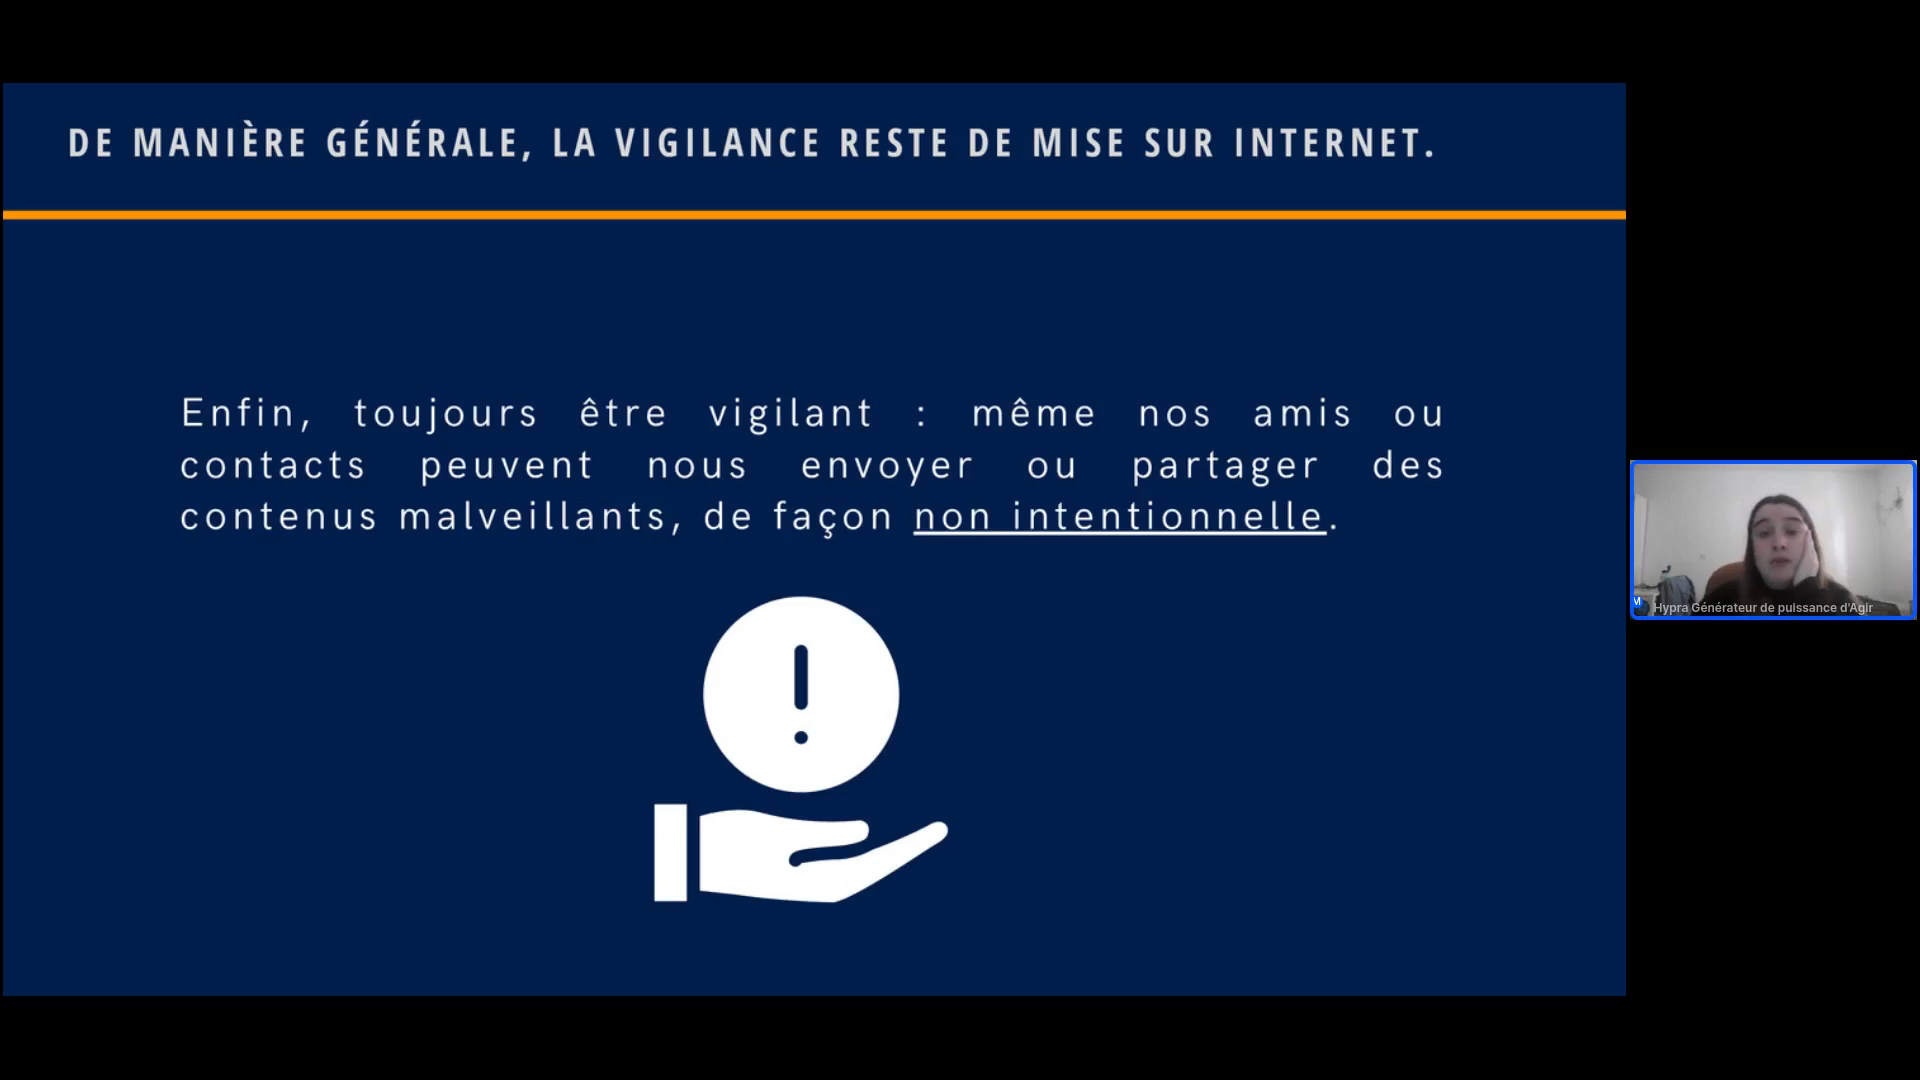 DE MANIÈRE GÉNÉRALE, LA VIGILANCE RESTE DE MISE SUR INTERNET.
Enfin, toujours être vigilant : même nos amis ou
contacts peuvent nous envoyer ou partager des
contenus malveillants, de façon non intentionnelle.
!
M
Hypra Générateur de puissance d'Agir